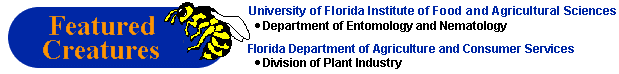 Featured
Creatures
University of Florida Institute of Food and Agricultural Sciences
•Department of Entomology and Nematology
Florida Department of Agriculture and Consumer Services
•Division of Plant Industry